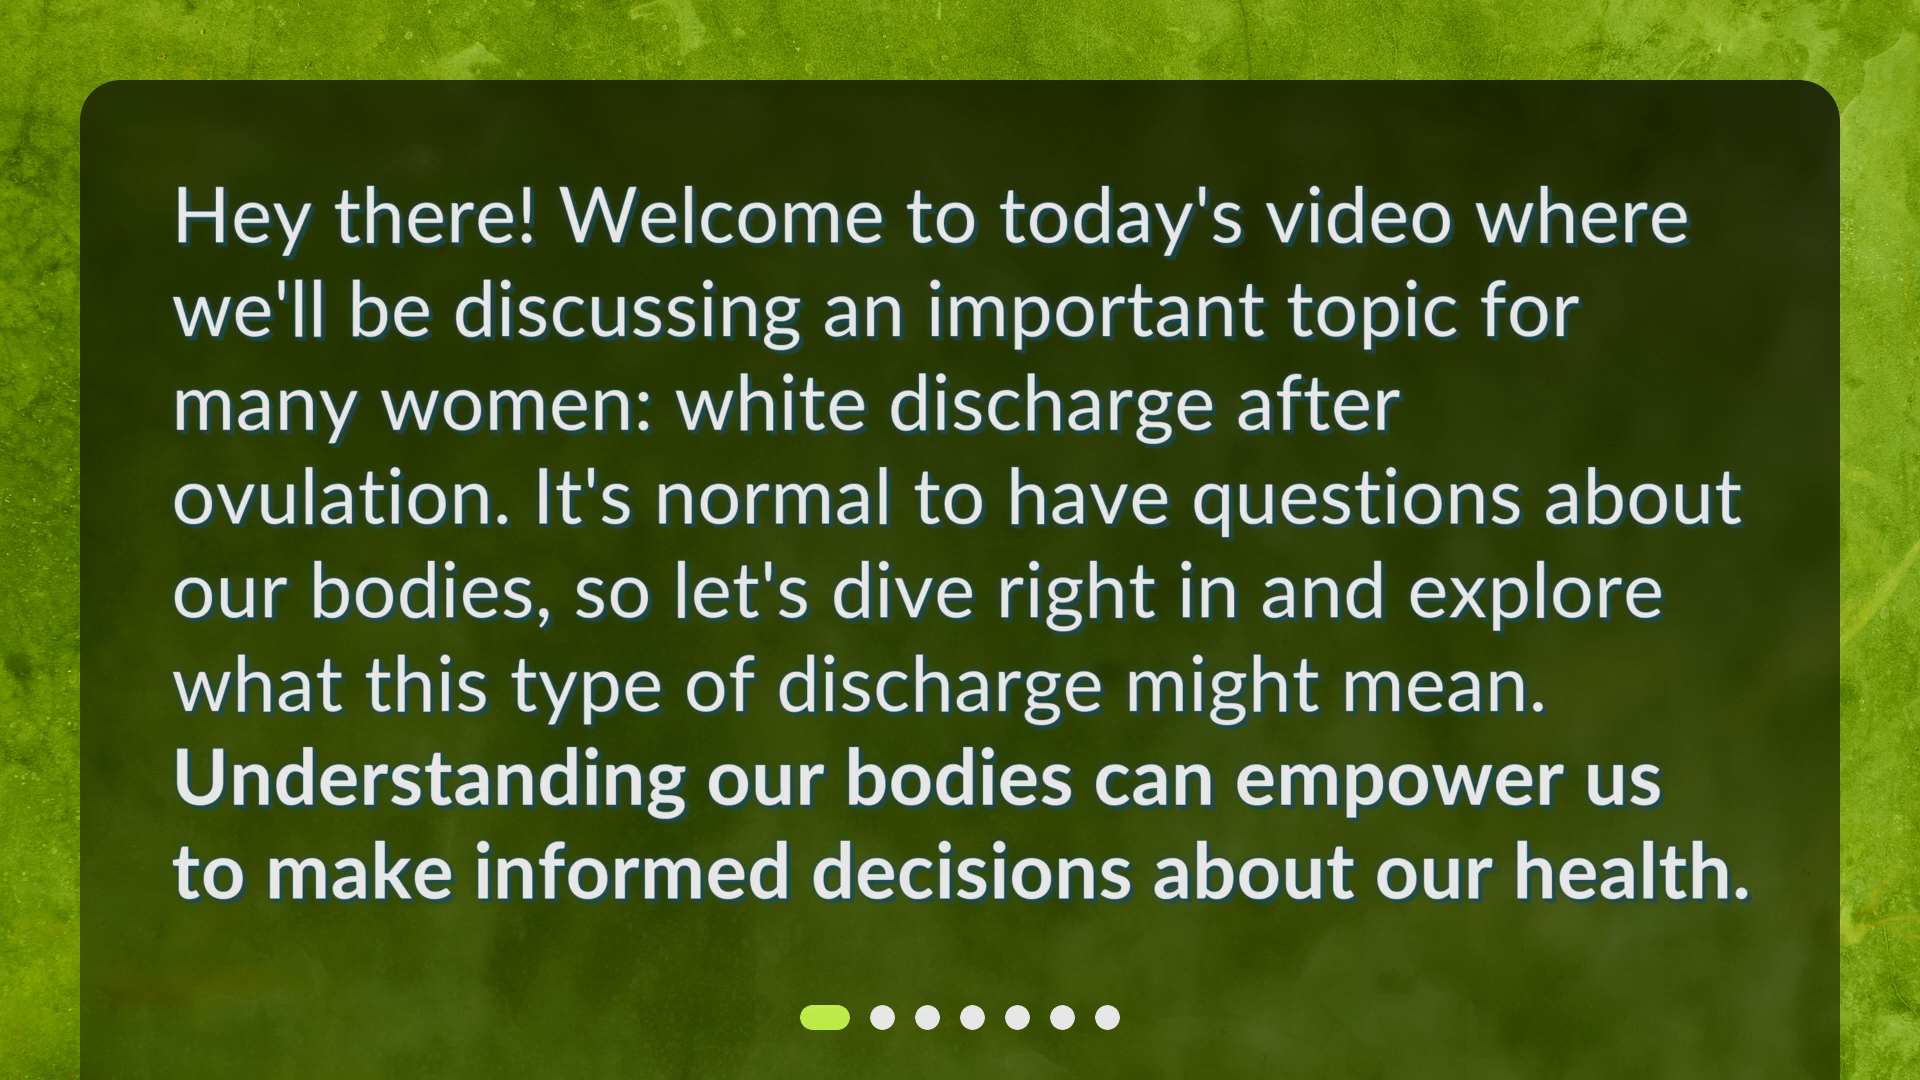 Hey there! Welcome to today's video where
we'll be discussing an important topic for
many women: white discharge after
ovulation. It's normal to have questions about
our bodies, so let's dive right in and explore
what this type of discharge might mean.
Understanding our bodies can empower us
to make informed decisions about our health.